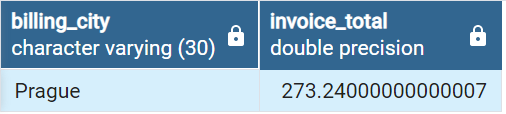 billing_city invoice_total
character varying (30) double precision
Prague 273.24000000000007